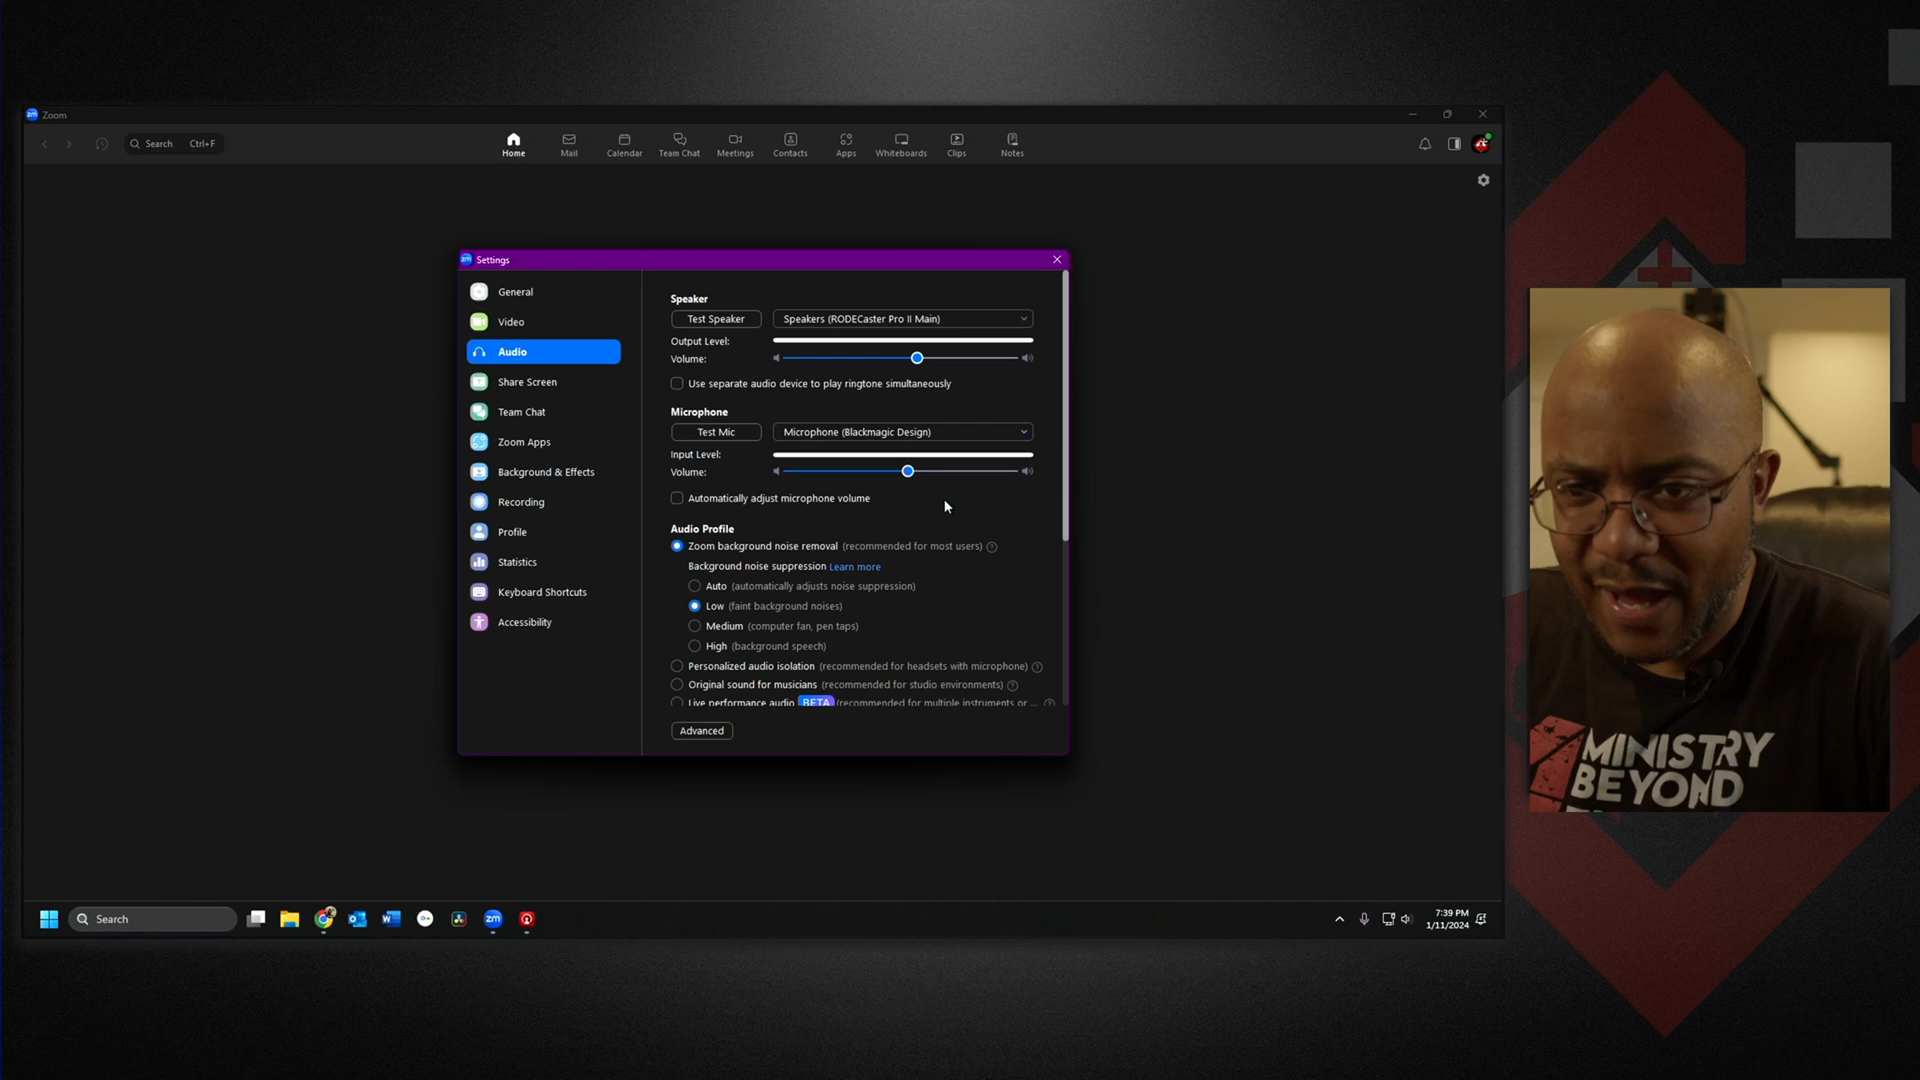 Zoom
Search Ctrl+F
Home
Mail
Calendar
Team Chat
Meetings
Contacts
Apps
Whiteboards
Clips
Notes
zm Settings
General
Video
Audio
Share Screen
Team Chat
Zoom Apps
Background & Effects
Recording
Profile
Statistics
Keyboard Shortcuts
Accessibility
Speaker
Test Speaker Speakers (RODECaster Pro II Main)
Output Level:
Volume:
Use separate audio device to play ringtone simultaneously
Microphone
Test Mic Microphone (Blackmagic Design)
Input Level:
Volume:
Automatically adjust microphone volume
Audio Profile
Zoom background noise removal (recommended for most users) ?
Background noise suppression Learn more
Auto (automatically adjusts noise suppression)
Low (faint background noises)
Medium (computer fan, pen taps)
High (background speech)
Personalized audio isolation (recommended for headsets with microphone) ?
Original sound for musicians (recommended for studio environments) ?
Live performance audio BETA (recommended for multiple instruments or ... ?
Advanced
MINISTRY
BEYOND
Search
zm
7:39 PM
1/11/2024